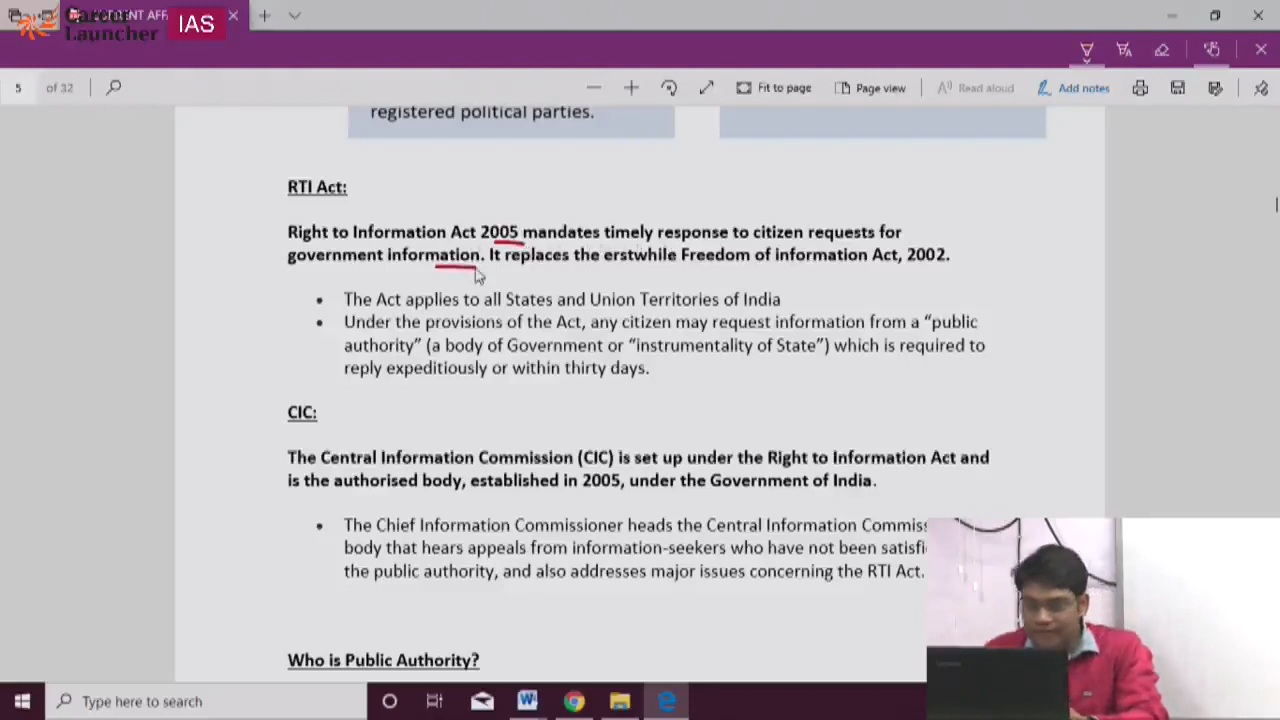 CURRENT AFF
Career
Launcher
IAS
5 of 32
Fit to page
Page view
Read aloud
Add notes
registered political parties.
RTI Act:
Right to Information Act 2005 mandates timely response to citizen requests for
government information. It replaces the erstwhile Freedom of information Act, 2002.
The Act applies to all States and Union Territories of India
Under the provisions of the Act, any citizen may request information from a “public
authority” (a body of Government or “instrumentality of State”) which is required to
reply expeditiously or within thirty days.
CIC:
The Central Information Commission (CIC) is set up under the Right to Information Act and
is the authorised body, established in 2005, under the Government of India.
The Chief Information Commissioner heads the Central Information Commis
body that hears appeals from information-seekers who have not been satisfi
the public authority, and also addresses major issues concerning the RTI Act.
Who is Public Authority?
Type here to search